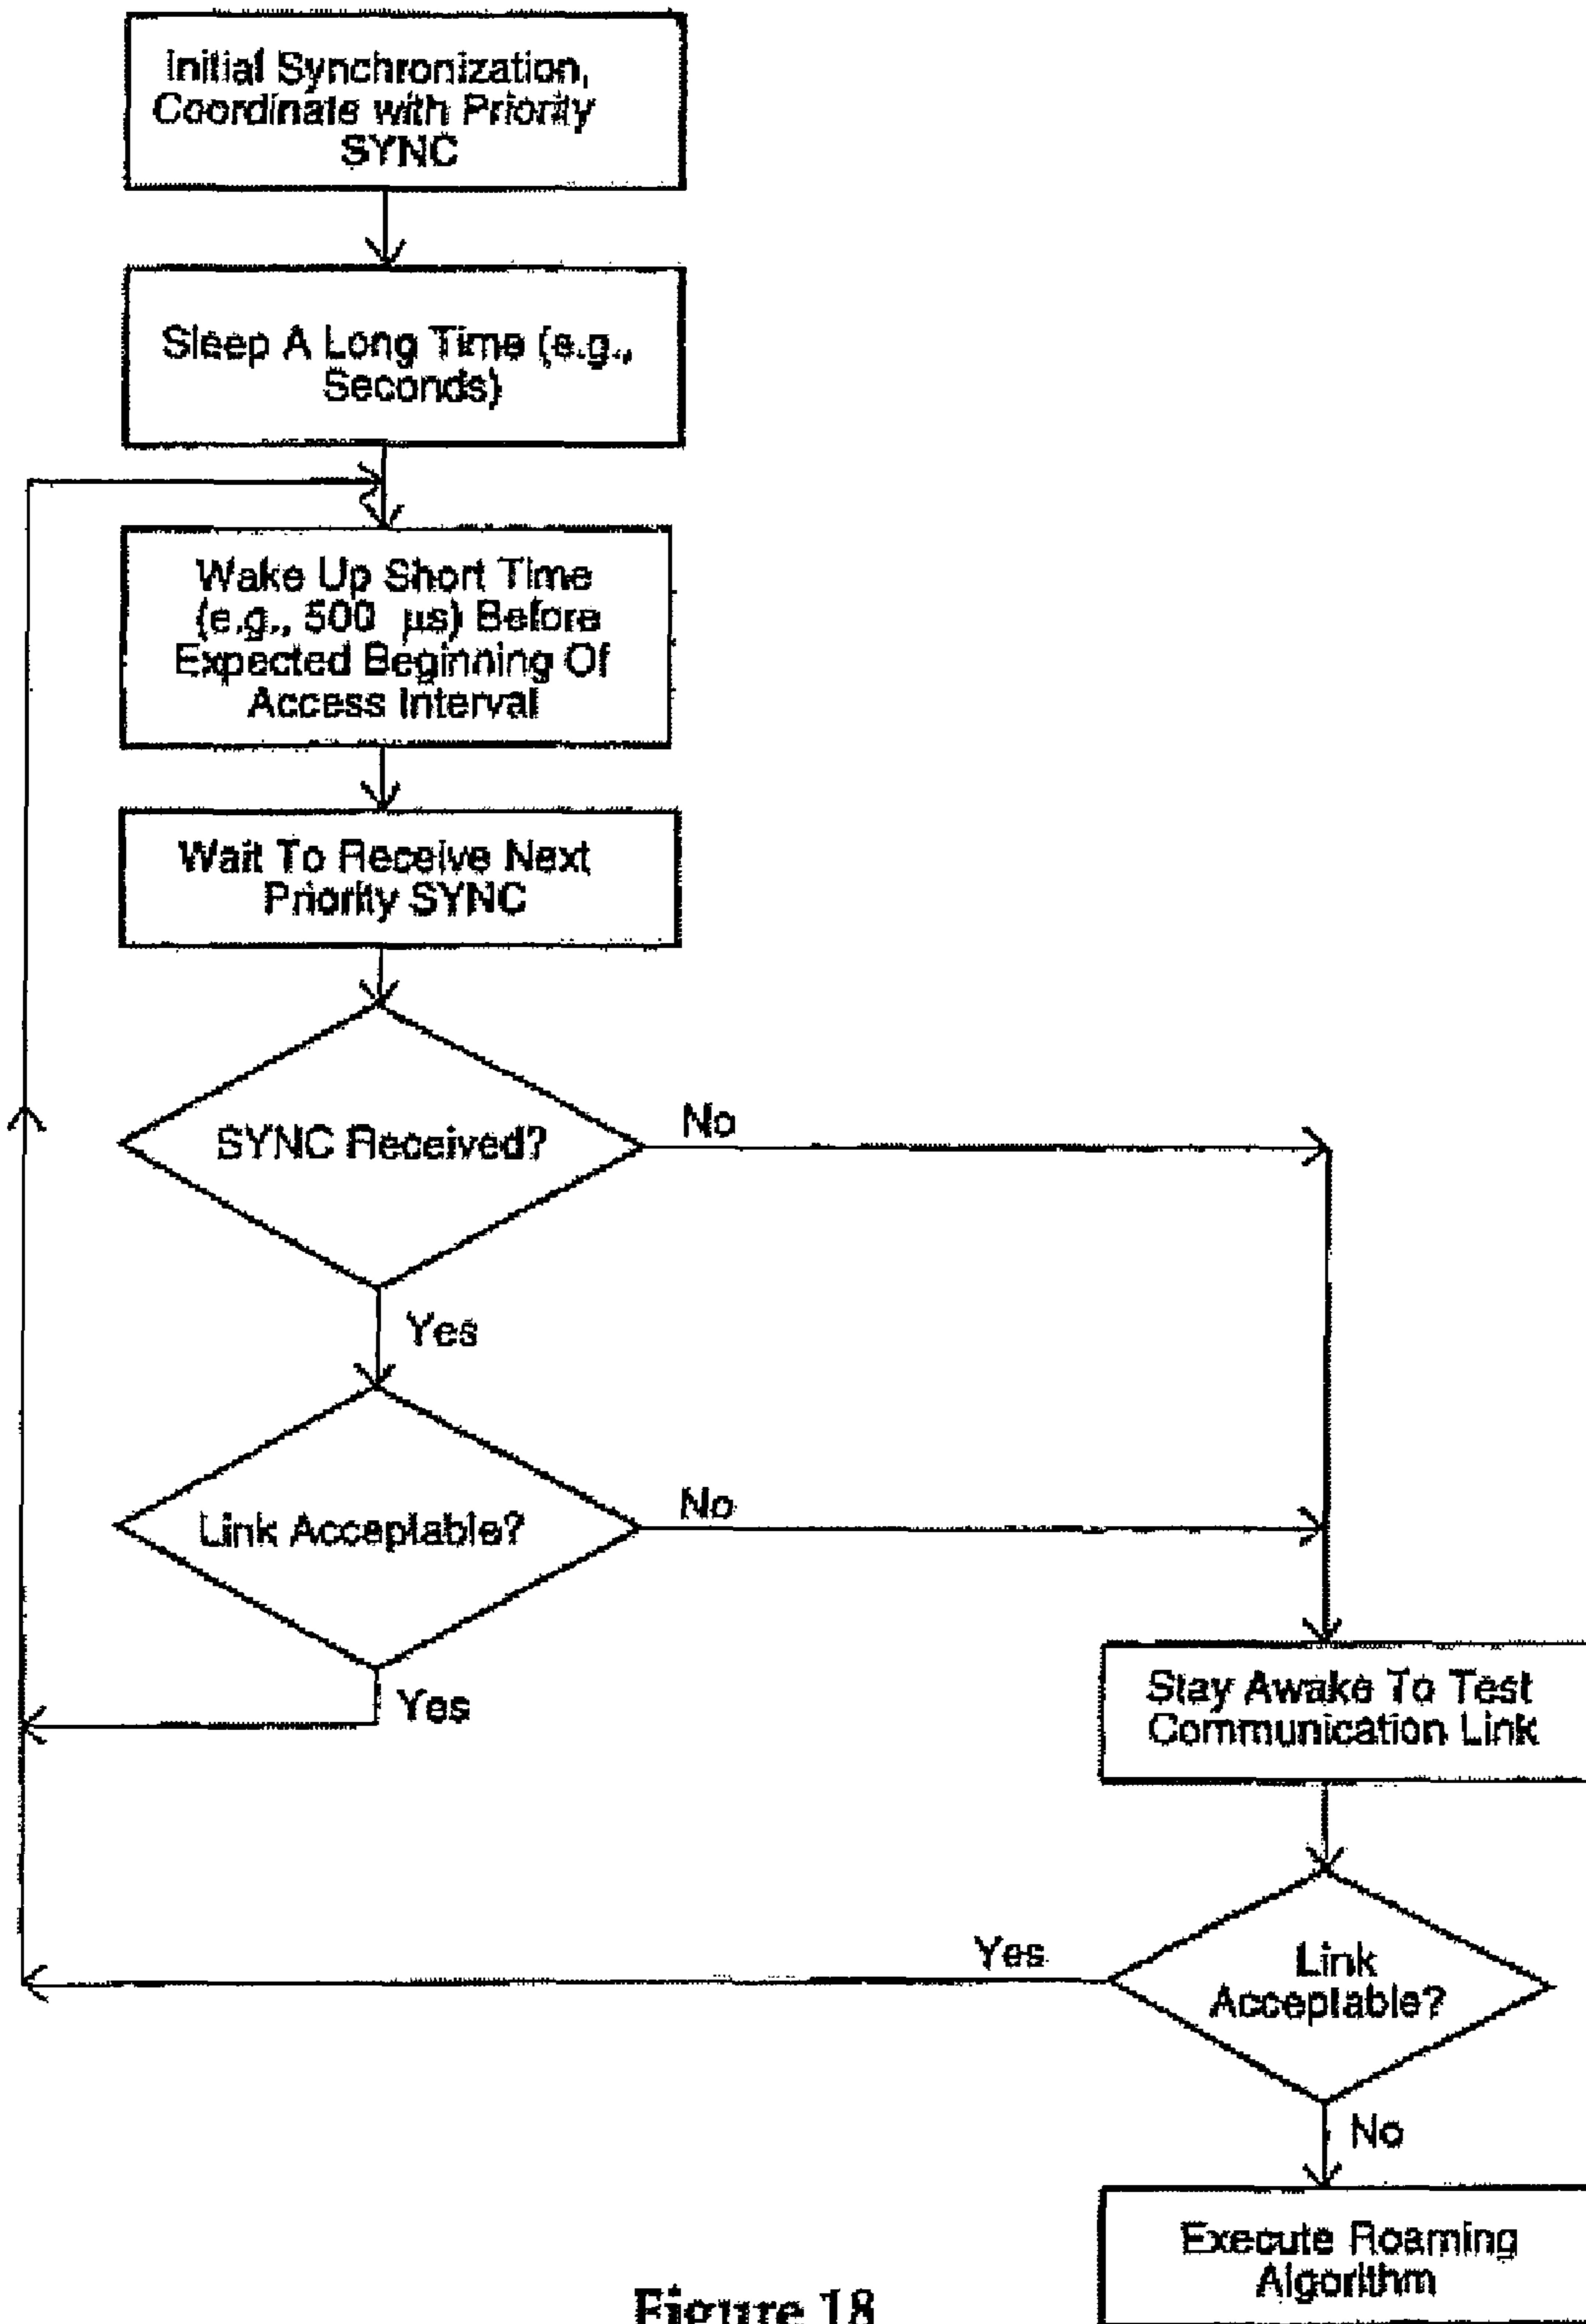 Initial Synchronization,
Coordinate with Priority
SYNC
Sleep A Long Time (e.g.,
Seconds)
Wake Up Short Time
(e.g., 500 µs) Before
Expected Beginning Of
Access Interval
Wait To Receive Next
Priority SYNC
SYNC Received?
No
Yes
Link Acceptable?
No
Yes
Stay Awake To Test
Communication Link
Link
Acceptable?
Yes
No
Execute Roaming
Algorithm
Figure 18